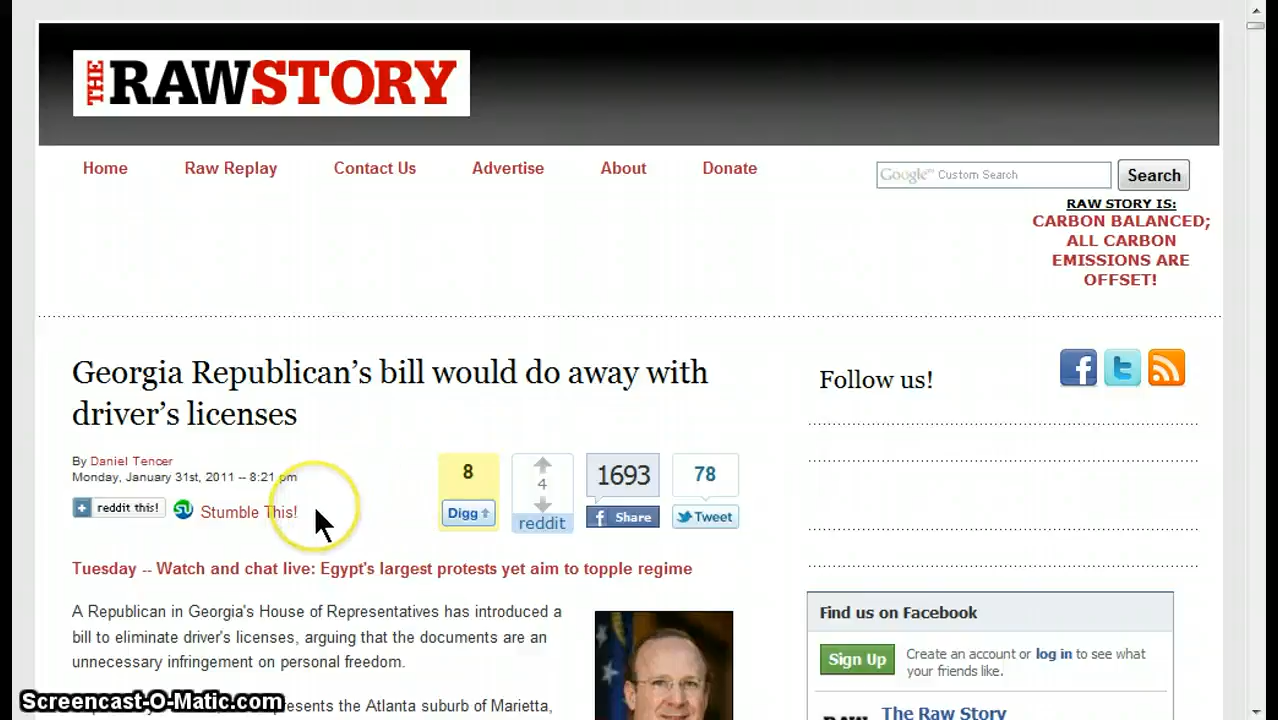 THE RAWSTORY
Home Raw Replay Contact Us Advertise About Donate
Google™ Custom Search Search
RAW STORY IS:
CARBON BALANCED;
ALL CARBON
EMISSIONS ARE
OFFSET!
Georgia Republican's bill would do away with
driver's licenses
By Daniel Tencer
Monday, January 31st, 2011 -- 8:21 pm
reddit this! Stumble This!
8
Digg
4
reddit
1693
Share
78
Tweet
Tuesday -- Watch and chat live: Egypt's largest protests yet aim to topple regime
A Republican in Georgia's House of Representatives has introduced a
bill to eliminate driver's licenses, arguing that the documents are an
unnecessary infringement on personal freedom.
represents the Atlanta suburb of Marietta,
Follow us!
Find us on Facebook
Sign Up
Create an account or log in to see what
your friends like.
RAW The Raw Story
Screencast-O-Matic.com